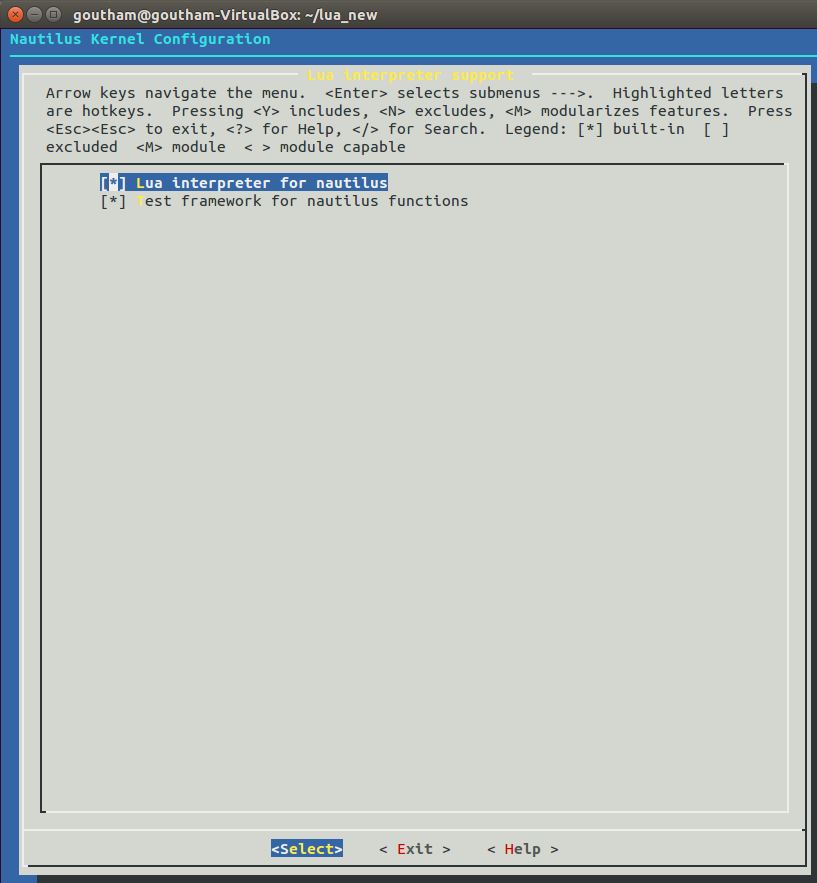 goutham@goutham-VirtualBox: ~/lua_new
Nautilus Kernel Configuration
Lua interpreter support
Arrow keys navigate the menu.  <Enter> selects submenus --->.  Highlighted letters
are hotkeys.  Pressing <Y> includes, <N> excludes, <M> modularizes features.  Press
<Esc><Esc> to exit, <?> for Help, </> for Search.  Legend: [*] built-in  [ ]
excluded  <M> module  < > module capable
[*] Lua interpreter for nautilus
[*] Test framework for nautilus functions
<Select>    < Exit >    < Help >